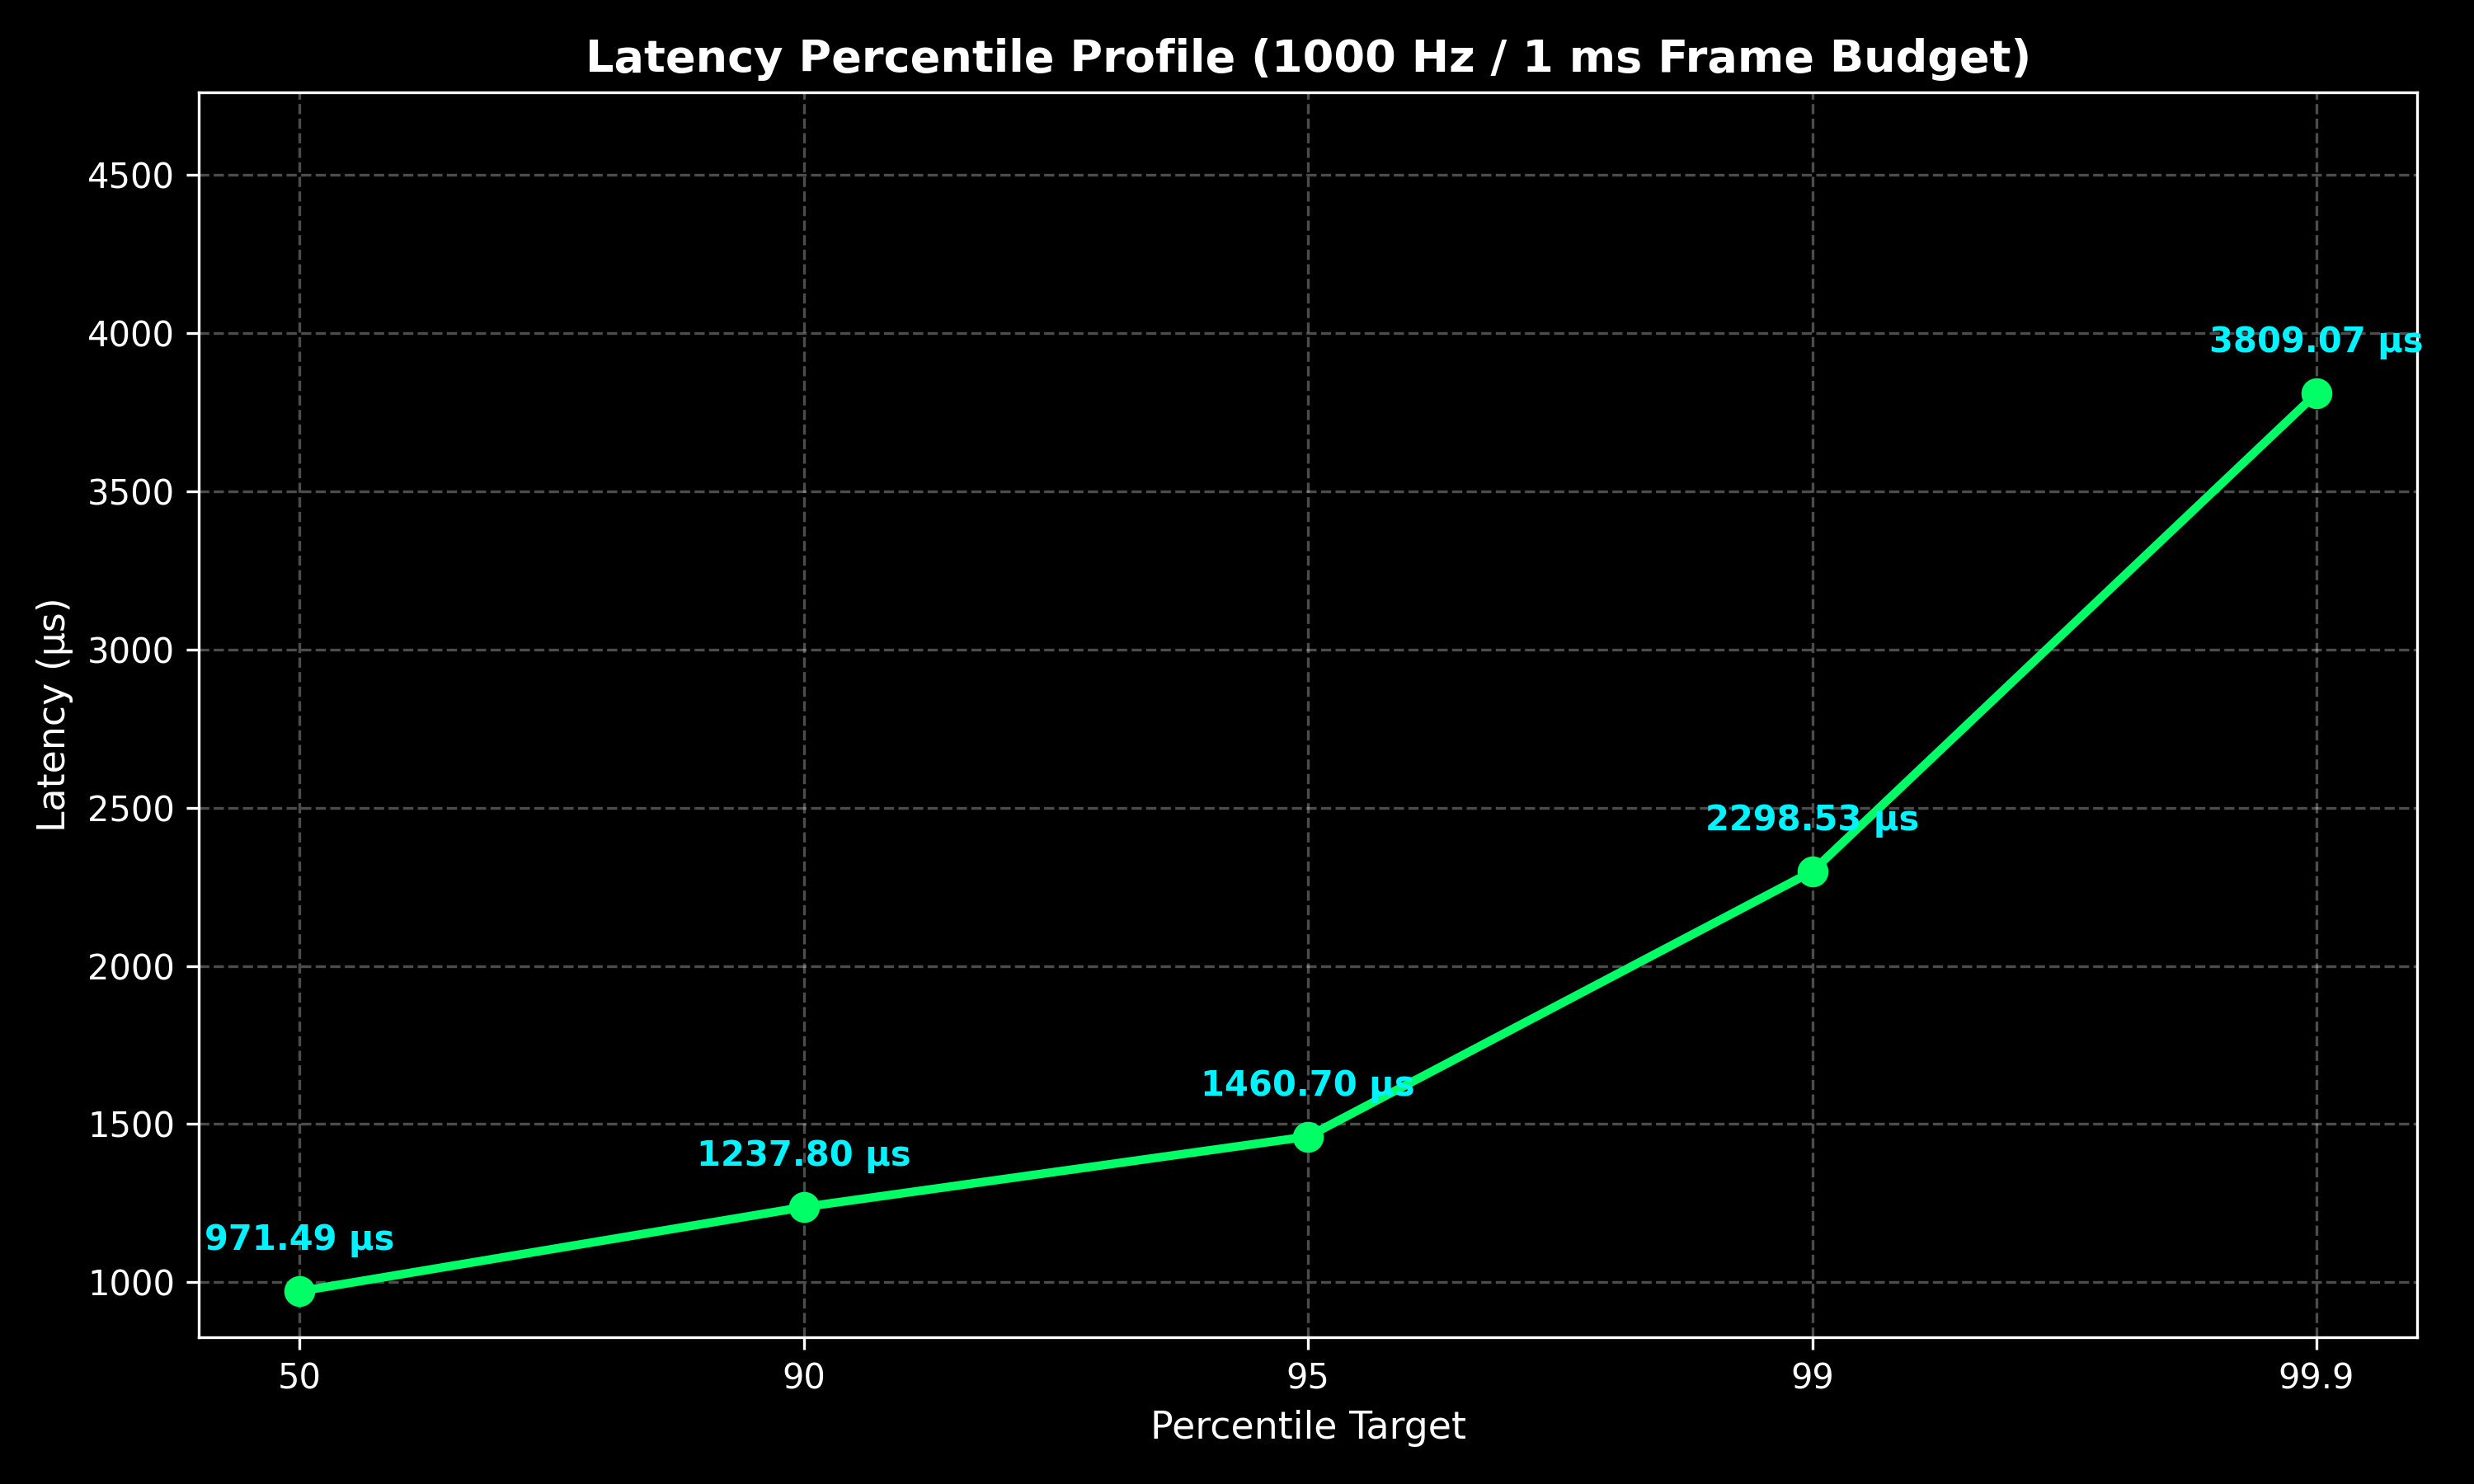 Latency Percentile Profile (1000 Hz / 1 ms Frame Budget)
4500
4000
3809.07 µs
3500
Latency (µs)
3000
2500
2298.53 µs
2000
1500
1460.70 µs
1237.80 µs
971.49 µs
1000
50 90 95 99 99.9
Percentile Target